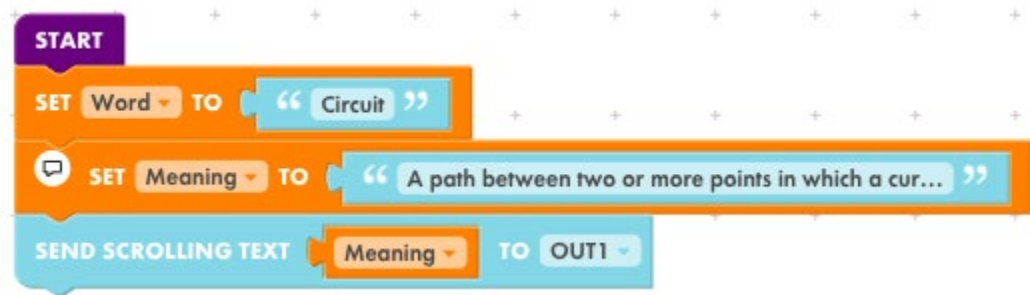 START
SET Word TO “ Circuit ”
SET Meaning TO “ A path between two or more points in which a cur... ”
SEND SCROLLING TEXT Meaning TO OUT1